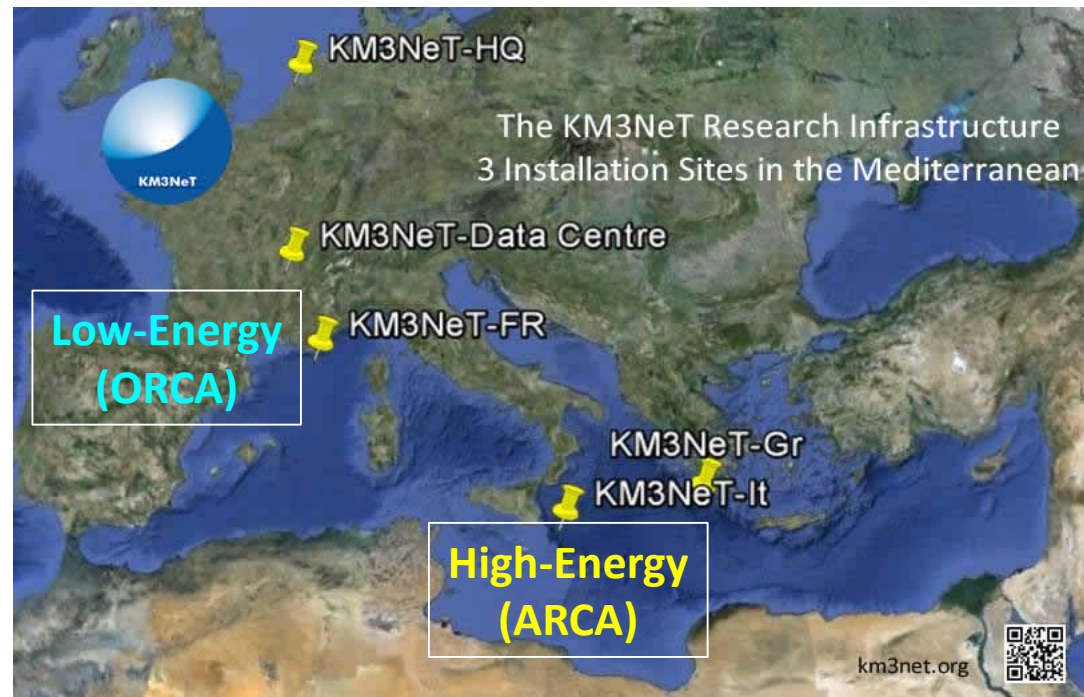 KM3NeT-HQ
The KM3NeT Research Infrastructure
3 Installation Sites in the Mediterranean
KM3NeT
KM3NeT-Data Centre
Low-Energy
(ORCA)
KM3NeT-FR
KM3NeT-Gr
KM3NeT-It
High-Energy
(ARCA)
km3net.org